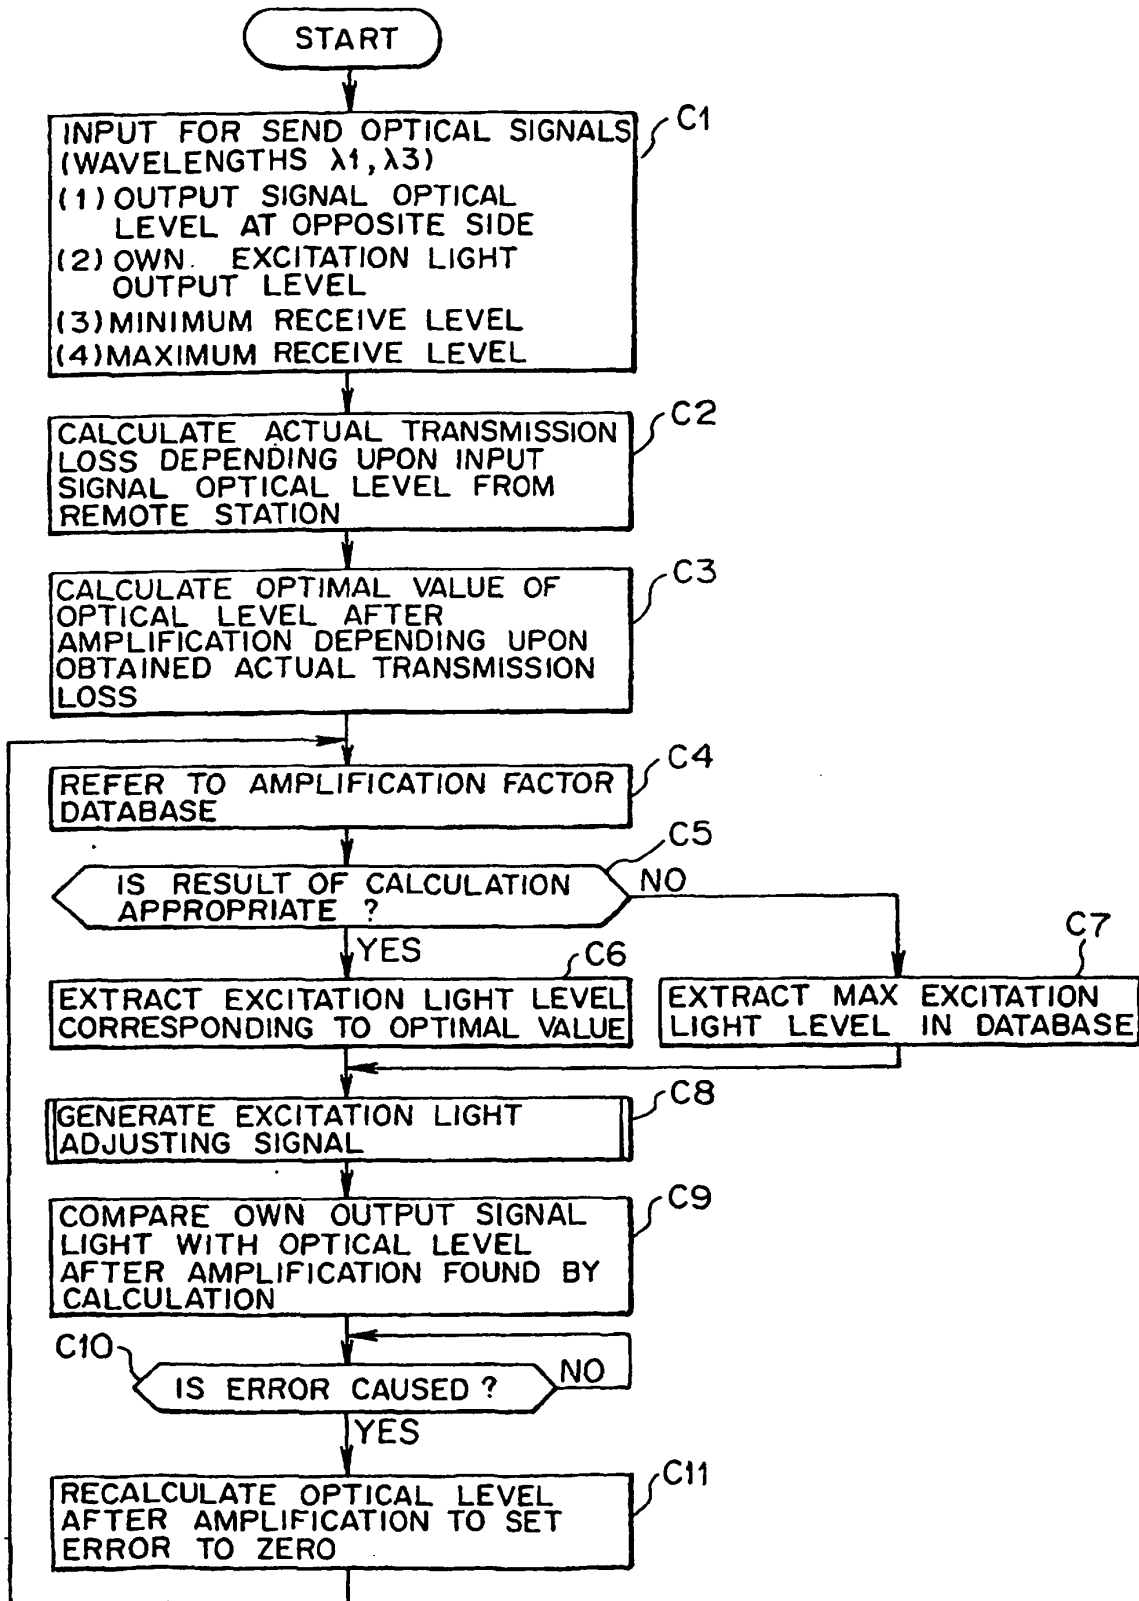 START
C1
INPUT FOR SEND OPTICAL SIGNALS
(WAVELENGTHS λ1, λ3)
(1) OUTPUT SIGNAL OPTICAL
LEVEL AT OPPOSITE SIDE
(2) OWN. EXCITATION LIGHT
OUTPUT LEVEL
(3) MINIMUM RECEIVE LEVEL
(4) MAXIMUM RECEIVE LEVEL
C2
CALCULATE ACTUAL TRANSMISSION
LOSS DEPENDING UPON INPUT
SIGNAL OPTICAL LEVEL FROM
REMOTE STATION
C3
CALCULATE OPTIMAL VALUE OF
OPTICAL LEVEL AFTER
AMPLIFICATION DEPENDING UPON
OBTAINED ACTUAL TRANSMISSION
LOSS
C4
REFER TO AMPLIFICATION FACTOR
DATABASE
C5
IS RESULT OF CALCULATION
APPROPRIATE ?
NO
YES
C6
EXTRACT EXCITATION LIGHT LEVEL
CORRESPONDING TO OPTIMAL VALUE
C7
EXTRACT MAX EXCITATION
LIGHT LEVEL IN DATABASE
C8
GENERATE EXCITATION LIGHT
ADJUSTING SIGNAL
C9
COMPARE OWN OUTPUT SIGNAL
LIGHT WITH OPTICAL LEVEL
AFTER AMPLIFICATION FOUND BY
CALCULATION
C10
IS ERROR CAUSED ?
NO
YES
C11
RECALCULATE OPTICAL LEVEL
AFTER AMPLIFICATION TO SET
ERROR TO ZERO